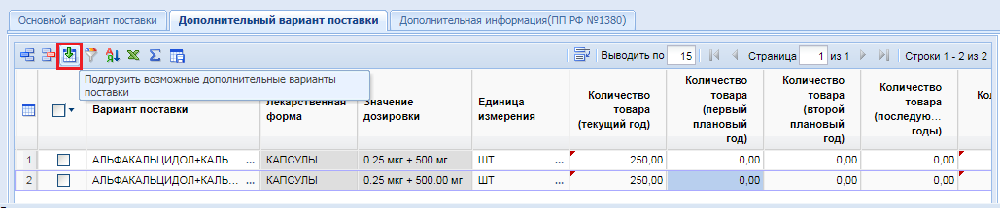 Основной вариант поставки Дополнительный вариант поставки Дополнительная информация(ПП РФ №1380)
Выводить по 15 Страница 1 из 1 Строки 1 - 2 из 2
Подгрузить возможные дополнительные варианты
поставки
Вариант поставки
Лекарственная
форма
Значение
дозировки
Единица
измерения
Количество
товара
(текущий год)
Количество
товара
(первый
плановый
год)
Количество
товара
(второй
плановый
год)
Количество
товара
(последую...
годы)
1 АЛЬФАКАЛЬЦИДОЛ+КАЛЬ... ... КАПСУЛЫ 0.25 мкг + 500 мг ШТ ... 250,00 0,00 0,00 0,00
2 АЛЬФАКАЛЬЦИДОЛ+КАЛЬ... ... КАПСУЛЫ 0.25 мкг + 500.00 мг ШТ ... 250,00 0,00 0,00 0,00